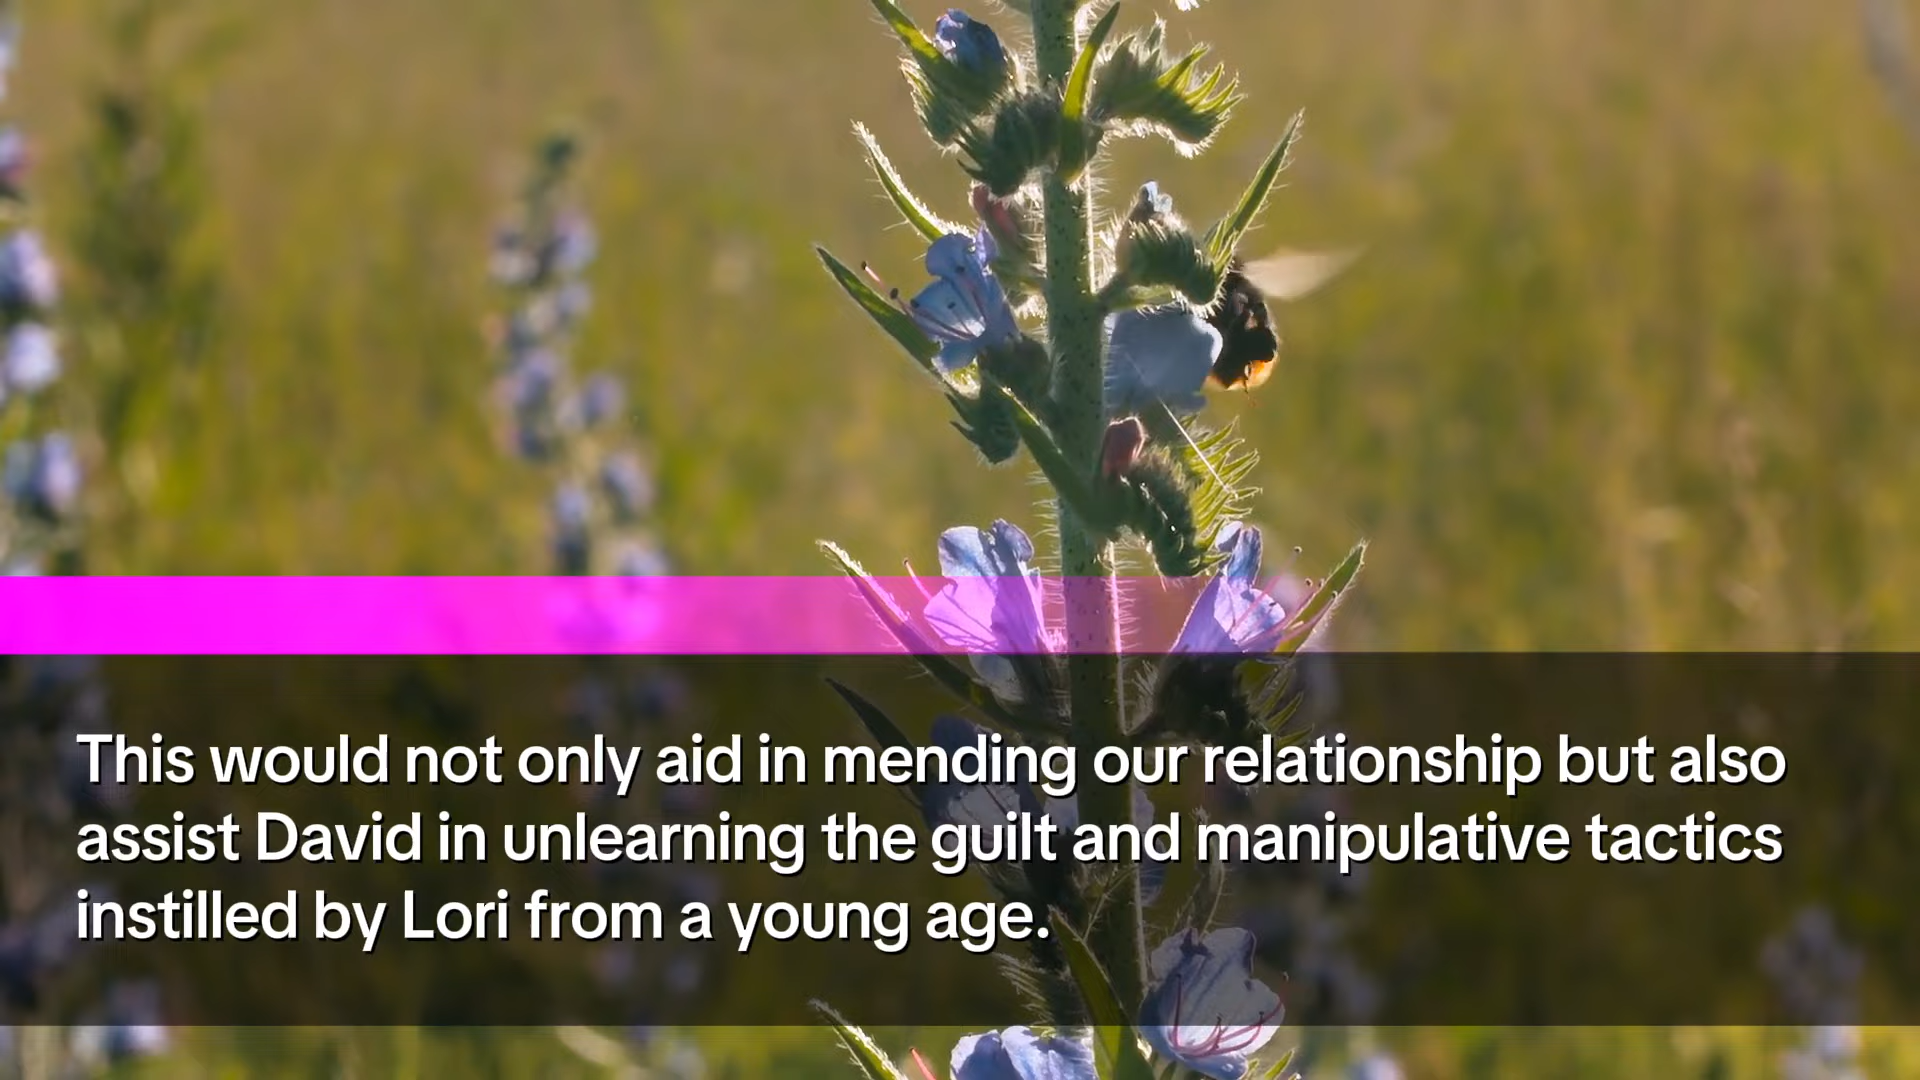 This would not only aid in mending our relationship but also
assist David in unlearning the guilt and manipulative tactics
instilled by Lori from a young age.